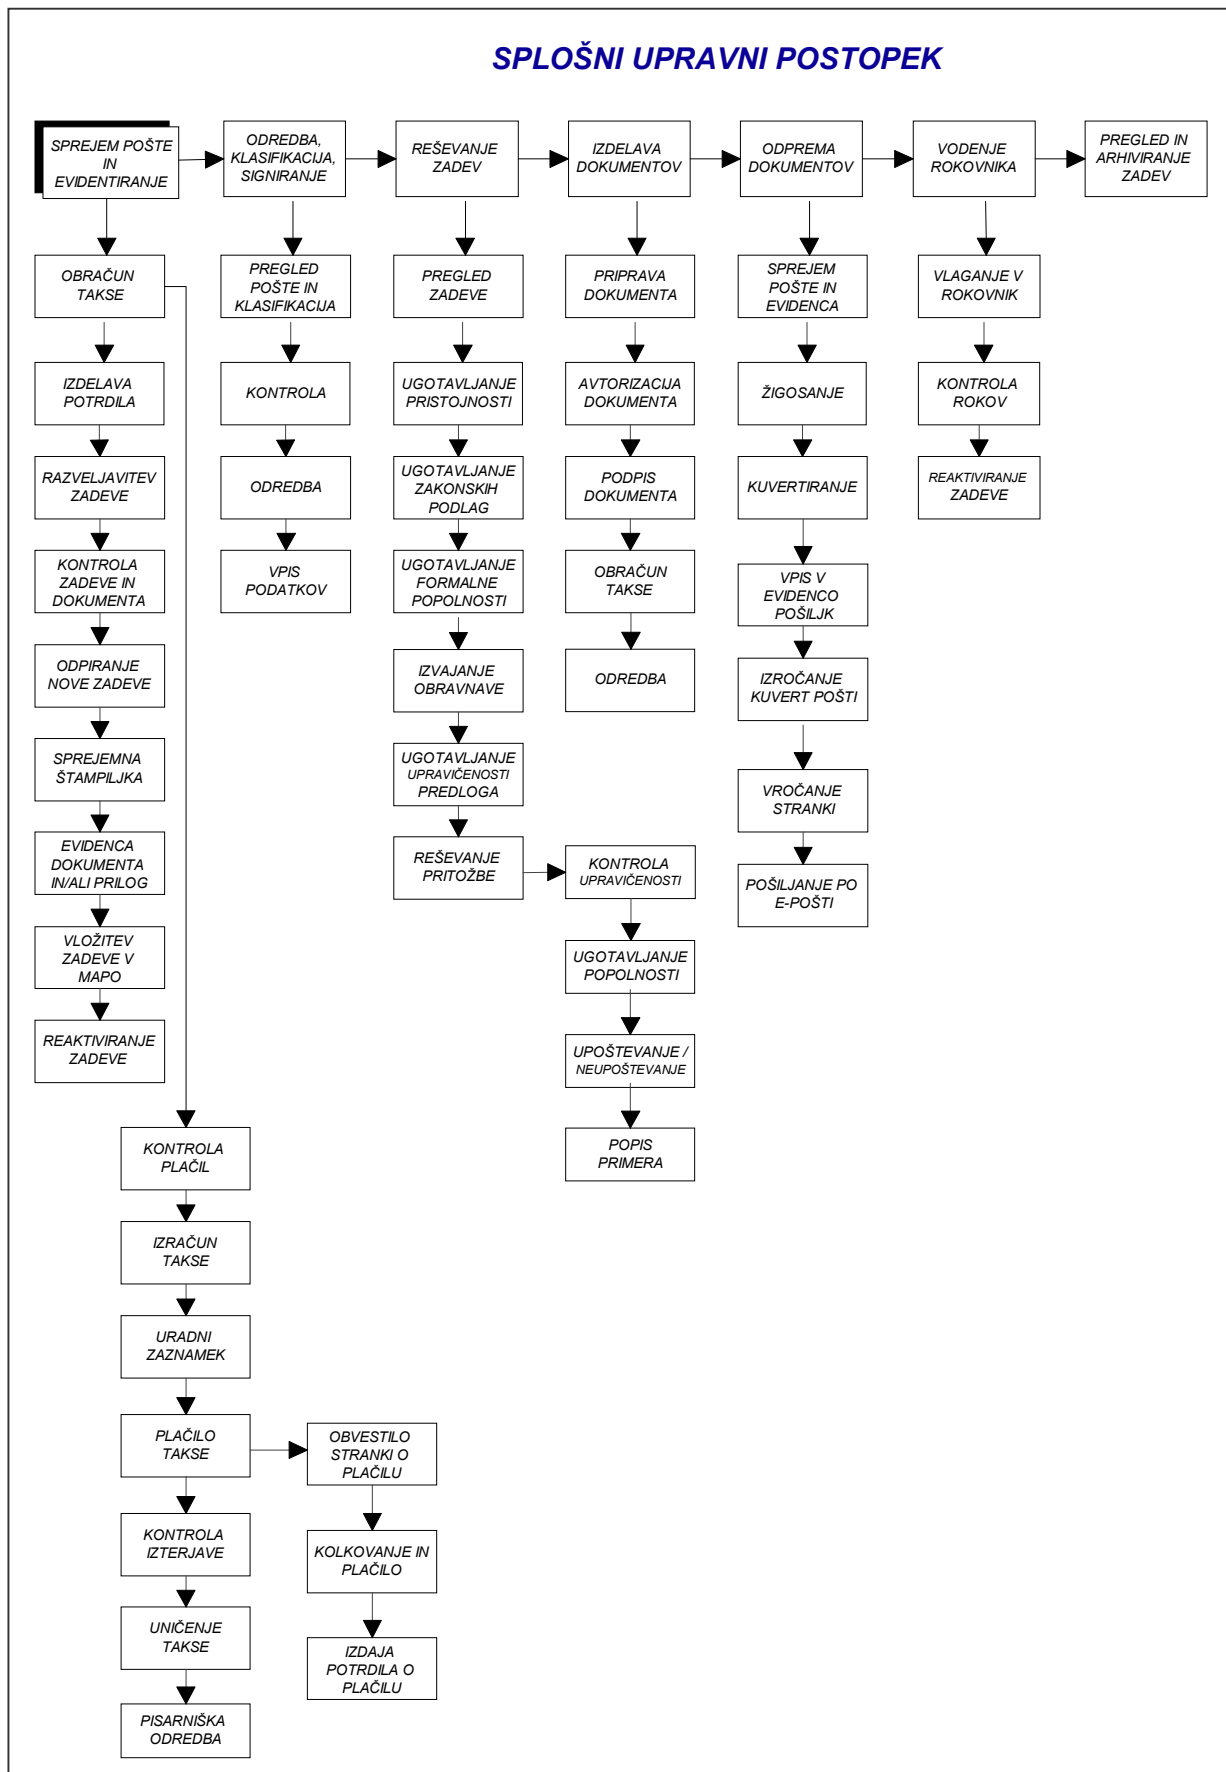 SPLOŠNI UPRAVNI POSTOPEK
SPREJEM POŠTE
IN
EVIDENTIRANJE
ODREDBA,
KLASIFIKACIJA,
SIGNIRANJE
REŠEVANJE
ZADEV
IZDELAVA
DOKUMENTOV
ODPREMA
DOKUMENTOV
VODENJE
ROKOVNIKA
PREGLED IN
ARHIVIRANJE
ZADEV
OBRAČUN
TAKSE
IZDELAVA
POTRDILA
RAZVELJAVITEV
ZADEVE
KONTROLA
ZADEVE IN
DOKUMENTA
ODPIRANJE
NOVE ZADEVE
SPREJEMNA
ŠTAMPILJKA
EVIDENCA
DOKUMENTA
IN/ALI PRILOG
VLOŽITEV
ZADEVE V
MAPO
REAKTIVIRANJE
ZADEVE
PREGLED
POŠTE IN
KLASIFIKACIJA
KONTROLA
ODREDBA
VPIS
PODATKOV
PREGLED
ZADEVE
UGOTAVLJANJE
PRISTOJNOSTI
UGOTAVLJANJE
ZAKONSKIH
PODLAG
UGOTAVLJANJE
FORMALNE
POPOLNOSTI
IZVAJANJE
OBRAVNAVE
UGOTAVLJANJE
UPRAVIČENOSTI
PREDLOGA
REŠEVANJE
PRITOŽBE
PRIPRAVA
DOKUMENTA
AVTORIZACIJA
DOKUMENTA
PODPIS
DOKUMENTA
OBRAČUN
TAKSE
ODREDBA
KONTROLA
UPRAVIČENOSTI
UGOTAVLJANJE
POPOLNOSTI
UPOŠTEVANJE /
NEUPOŠTEVANJE
POPIS
PRIMERA
SPREJEM
POŠTE IN
EVIDENCA
ŽIGOSANJE
KUVERTIRANJE
VPIS V
EVIDENCO
POŠILJK
IZROČANJE
KUVERT POŠTI
VROČANJE
STRANKI
POŠILJANJE PO
E-POŠTI
VLAGANJE V
ROKOVNIK
KONTROLA
ROKOV
REAKTIVIRANJE
ZADEVE
KONTROLA
PLAČIL
IZRAČUN
TAKSE
URADNI
ZAZNAMEK
PLAČILO
TAKSE
KONTROLA
IZTERJAVE
UNIČENJE
TAKSE
PISARNIŠKA
ODREDBA
OBVESTILO
STRANKI O
PLAČILU
KOLKOVANJE IN
PLAČILO
IZDAJA
POTRDILA O
PLAČILU